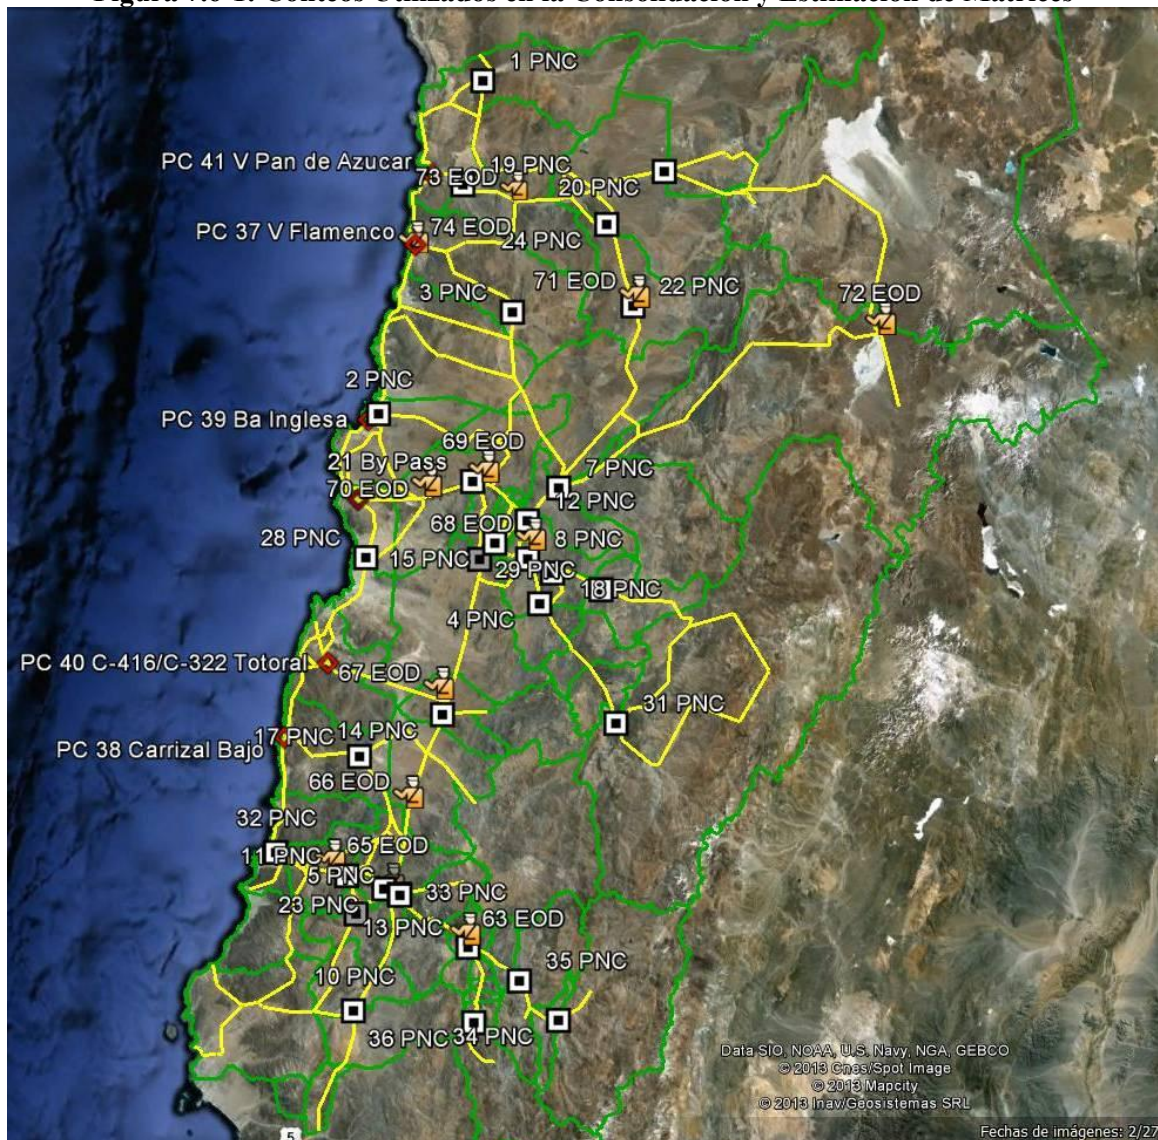 Figura 7.6-1: Conteos Utilizados en la Consolidación y Estimación de Matrices
1 PNC
PC 41 V Pan de Azucar
19 PNC
73 EOD
20 PNC
PC 37 V Flamenco
74 EOD
24 PNC
71 EOD
22 PNC
72 EOD
3 PNC
2 PNC
PC 39 Ba Inglesa
69 EOD
21 By Pass
7 PNC
70 EOD
12 PNC
68 EOD
8 PNC
28 PNC
15 PNC
29 PNC
18 PNC
4 PNC
PC 40 C-416/C-322 Totoral
67 EOD
31 PNC
17 PNC
14 PNC
PC 38 Carrizal Bajo
66 EOD
32 PNC
65 EOD
11 PNC
5 PNC
33 PNC
23 PNC
13 PNC
63 EOD
35 PNC
10 PNC
36 PNC
34 PNC
Data SIO, NOAA, U.S. Navy, NGA, GEBCO
© 2013 Cnes/Spot Image
© 2013 Mapcity
© 2013 Inav/Geosistemas SRL
5
Fechas de imágenes: 2/27